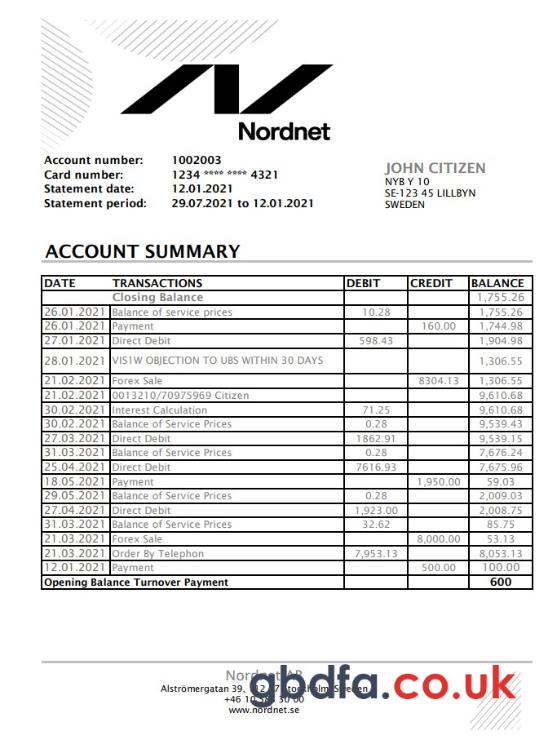 Nordnet
Account number: 1002003
Card number: 1234 **** **** 4321
Statement date: 12.01.2021
Statement period: 29.07.2021 to 12.01.2021
JOHN CITIZEN
NYB Y 10
SE-123 45 LILLBYN
SWEDEN
ACCOUNT SUMMARY
DATE TRANSACTIONS DEBIT CREDIT BALANCE
Closing Balance 1,755.26
26.01.2021 Balance of service prices 10.28 1,755.26
26.01.2021 Payment 160.00 1,744.98
27.01.2021 Direct Debit 598.43 1,904.98
28.01.2021 VIS1W OBJECTION TO UBS WITHIN 30 DAYS 1,306.55
21.02.2021 Forex Sale 8304.13 1,306.55
21.02.2021 0013210/70975969 Citizen 9,610.68
30.02.2021 Interest Calculation 71.25 9,610.68
30.02.2021 Balance of Service Prices 0.28 9,539.43
27.03.2021 Direct Debit 1862.91 9,539.15
31.03.2021 Balance of Service Prices 0.28 7,676.24
25.04.2021 Direct Debit 7616.93 7,675.96
18.05.2021 Payment 1,950.00 59.03
29.05.2021 Balance of Service Prices 0.28 2,009.03
27.04.2021 Direct Debit 1,923.00 2,008.75
31.03.2021 Balance of Service Prices 32.62 85.75
21.03.2021 Forex Sale 8,000.00 53.13
21.03.2021 Order By Telephon 7,953.13 8,053.13
12.01.2021 Payment 500.00 100.00
Opening Balance Turnover Payment 600
Nordnet AB
Alströmergatan 39, Stockholm, Sweden
+46 10
www.nordnet.se
gbdfa.co.uk